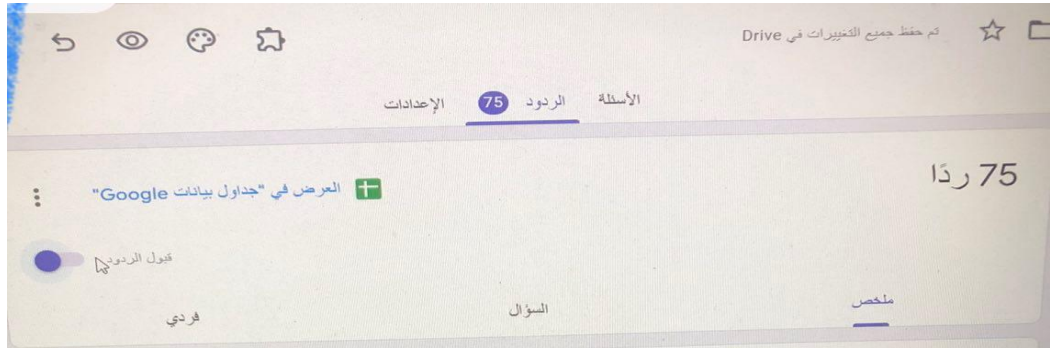 تم حفظ جميع التغييرات في Drive
الأسئلة الردود 75 الإعدادات
75 ردًا
العرض في "جداول بيانات Google"
قبول الردود
ملخص السؤال فردي